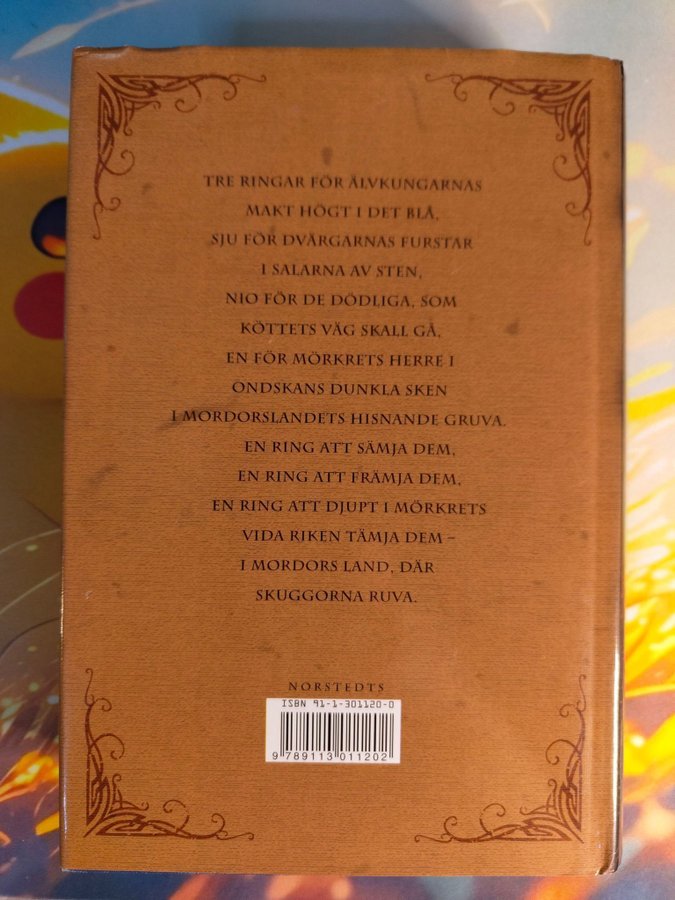 TRE RINGAR FÖR ÄLVKUNGARNAS
MAKT HÖGT I DET BLÅ,
SJU FÖR DVÄRGARNAS FURSTAR
I SALARNA AV STEN,
NIO FÖR DE DÖDLIGA, SOM
KÖTTETS VÄG SKALL GÅ,
EN FÖR MÖRKRETS HERRE I
ONDSKANS DUNKLA SKEN
I MORDORSLANDETS HISNANDE GRUVA.
EN RING ATT SÄMJA DEM,
EN RING ATT FRÄMJA DEM,
EN RING ATT DJUPT I MÖRKRETS
VIDA RIKEN TÄMJA DEM –
I MORDORS LAND, DÄR
SKUGGORNA RUVA.
NORSTEDTS
ISBN 91-1-301120-0
9 789113 011202